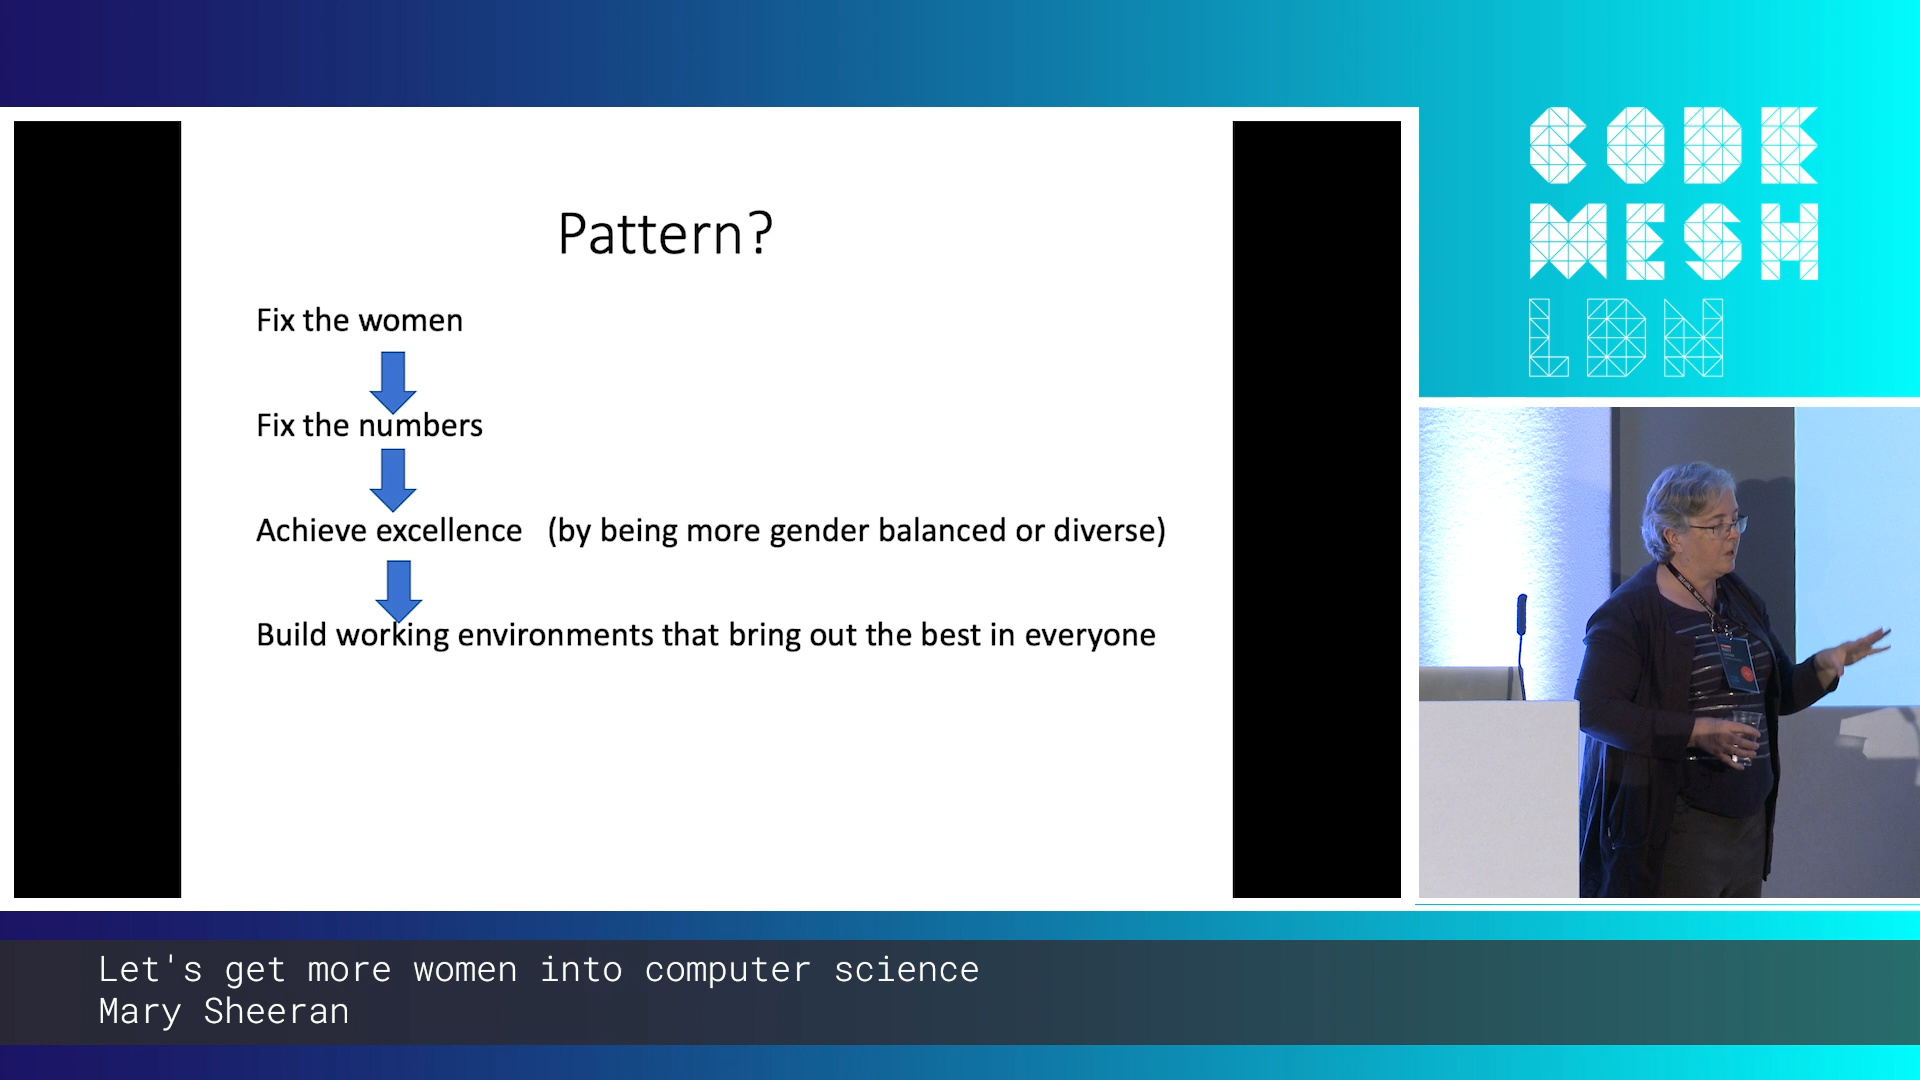 Pattern?
Fix the women
Fix the numbers
Achieve excellence (by being more gender balanced or diverse)
Build working environments that bring out the best in everyone
CODE
MESH
LDN
Let's get more women into computer science
Mary Sheeran